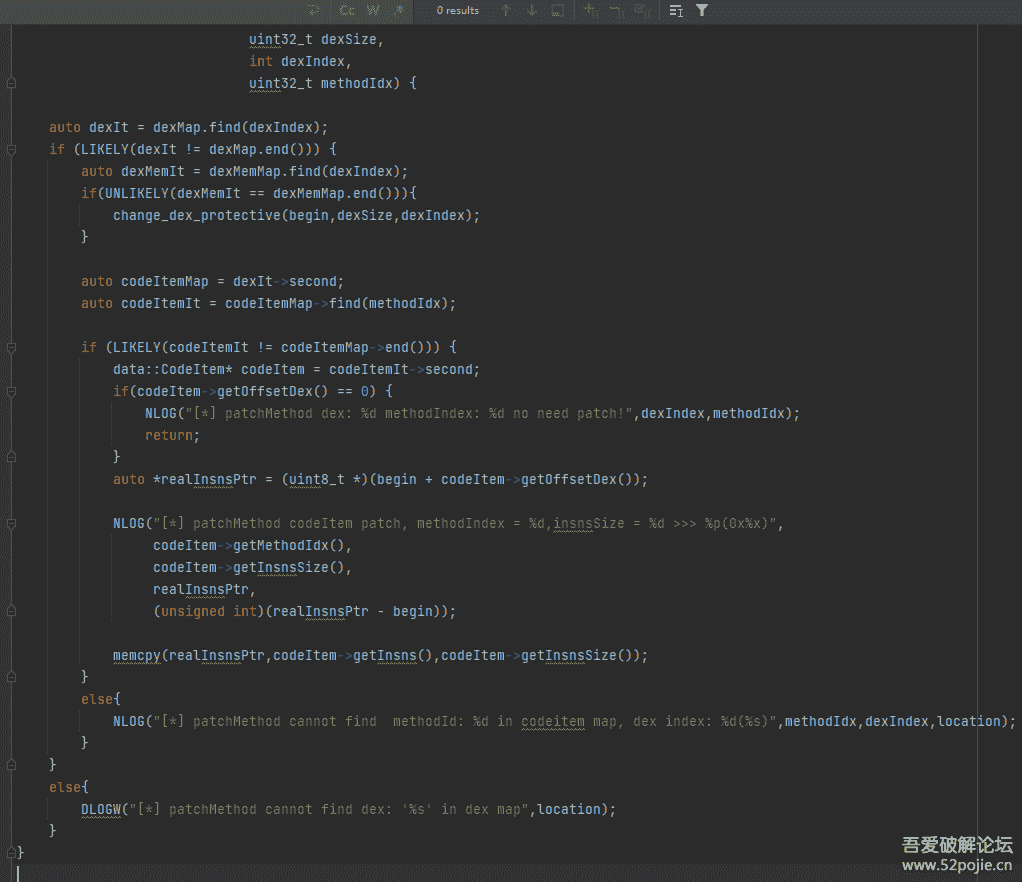 Cc W .* 0 results
uint32_t dexSize,
int dexIndex,
uint32_t methodIdx) {
auto dexIt = dexMap.find(dexIndex);
if (LIKELY(dexIt != dexMap.end())) {
auto dexMemIt = dexMemMap.find(dexIndex);
if(UNLIKELY(dexMemIt == dexMemMap.end())){
change_dex_protective(begin,dexSize,dexIndex);
}
auto codeItemMap = dexIt->second;
auto codeItemIt = codeItemMap->find(methodIdx);
if (LIKELY(codeItemIt != codeItemMap->end())) {
data::CodeItem* codeItem = codeItemIt->second;
if(codeItem->getOffsetDex() == 0) {
NLOG("[*] patchMethod dex: %d methodIndex: %d no need patch!",dexIndex,methodIdx);
return;
}
auto *realInsnsPtr = (uint8_t *)(begin + codeItem->getOffsetDex());
NLOG("[*] patchMethod codeItem patch, methodIndex = %d,insnsSize = %d >>> %p(0x%x)",
codeItem->getMethodIdx(),
codeItem->getInsnsSize(),
realInsnsPtr,
(unsigned int)(realInsnsPtr - begin));
memcpy(realInsnsPtr,codeItem->getInsns(),codeItem->getInsnsSize());
}
else{
NLOG("[*] patchMethod cannot find  methodId: %d in codeitem map, dex index: %d(%s)",methodIdx,dexIndex,location);
}
}
else{
DLOGW("[*] patchMethod cannot find dex: '%s' in dex map",location);
}
}
吾爱破解论坛
www.52pojie.cn